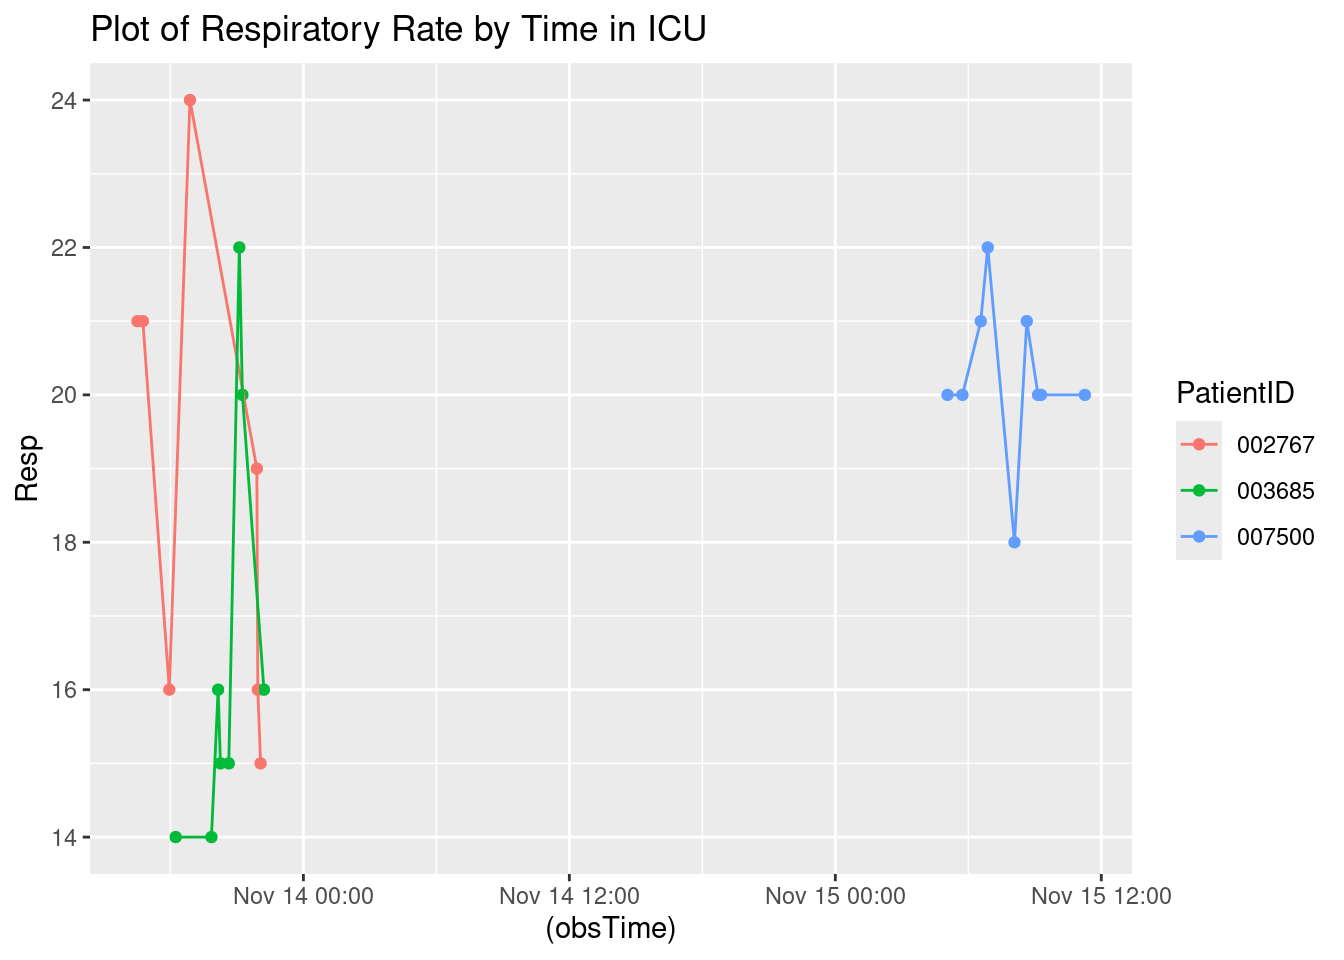 Plot of Respiratory Rate by Time in ICU
24
22
20
18
16
14
Resp
Nov 14 00:00
Nov 14 12:00
Nov 15 00:00
Nov 15 12:00
(obsTime)
PatientID
002767
003685
007500